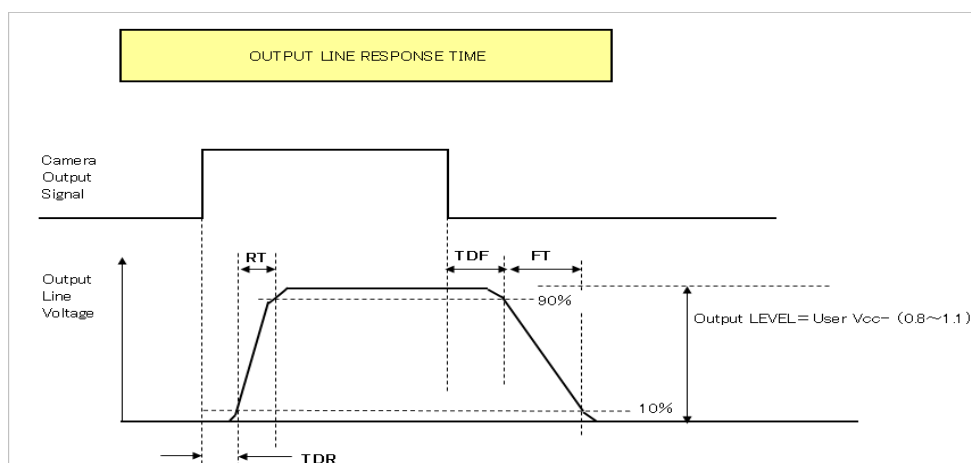 OUTPUT LINE RESPONSE TIME
Camera
Output
Signal
RT
TDF
FT
Output
Line
Voltage
90%
Output LEVEL＝User Vcc－（0.8～1.1）
10%
TDR